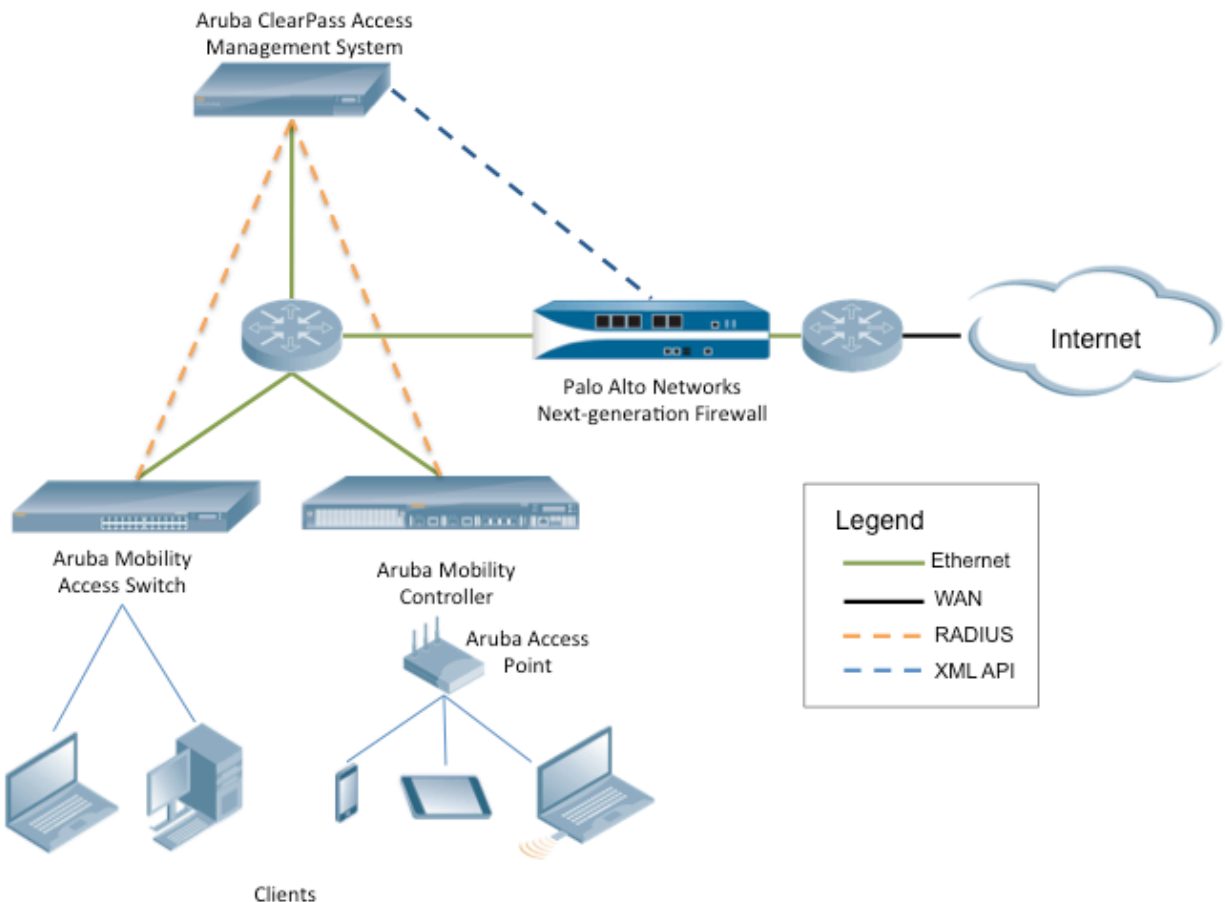 Aruba ClearPass Access
Management System
Internet
Palo Alto Networks
Next-generation Firewall
Aruba Mobility
Access Switch
Aruba Mobility
Controller
Aruba Access
Point
Legend
Ethernet
WAN
RADIUS
XML API
Clients